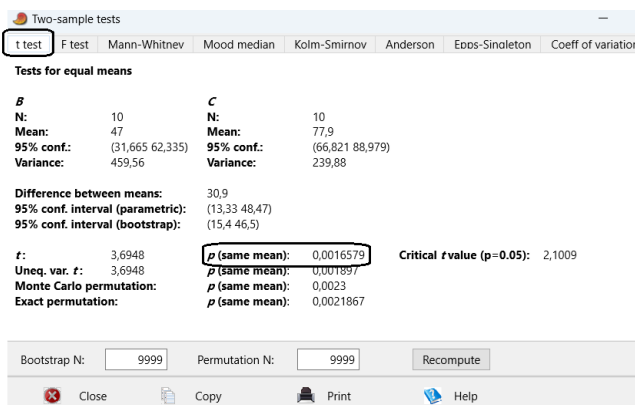 Two-sample tests
t test F test Mann-Whitney Mood median Kolm-Smirnov Anderson Epps-Singleton Coeff of variation
Tests for equal means
B C
N: 10 N: 10
Mean: 47 Mean: 77,9
95% conf.: (31,665 62,335) 95% conf.: (66,821 88,979)
Variance: 459,56 Variance: 239,88
Difference between means: 30,9
95% conf. interval (parametric): (13,33 48,47)
95% conf. interval (bootstrap): (15,4 46,5)
t: 3,6948 p (same mean): 0,0016579 Critical t value (p=0.05): 2,1009
Uneq. var. t: 3,6948 p (same mean): 0,001897
Monte Carlo permutation: p (same mean): 0,0023
Exact permutation: p (same mean): 0,0021867
Bootstrap N: 9999 Permutation N: 9999 Recompute
Close Copy Print Help